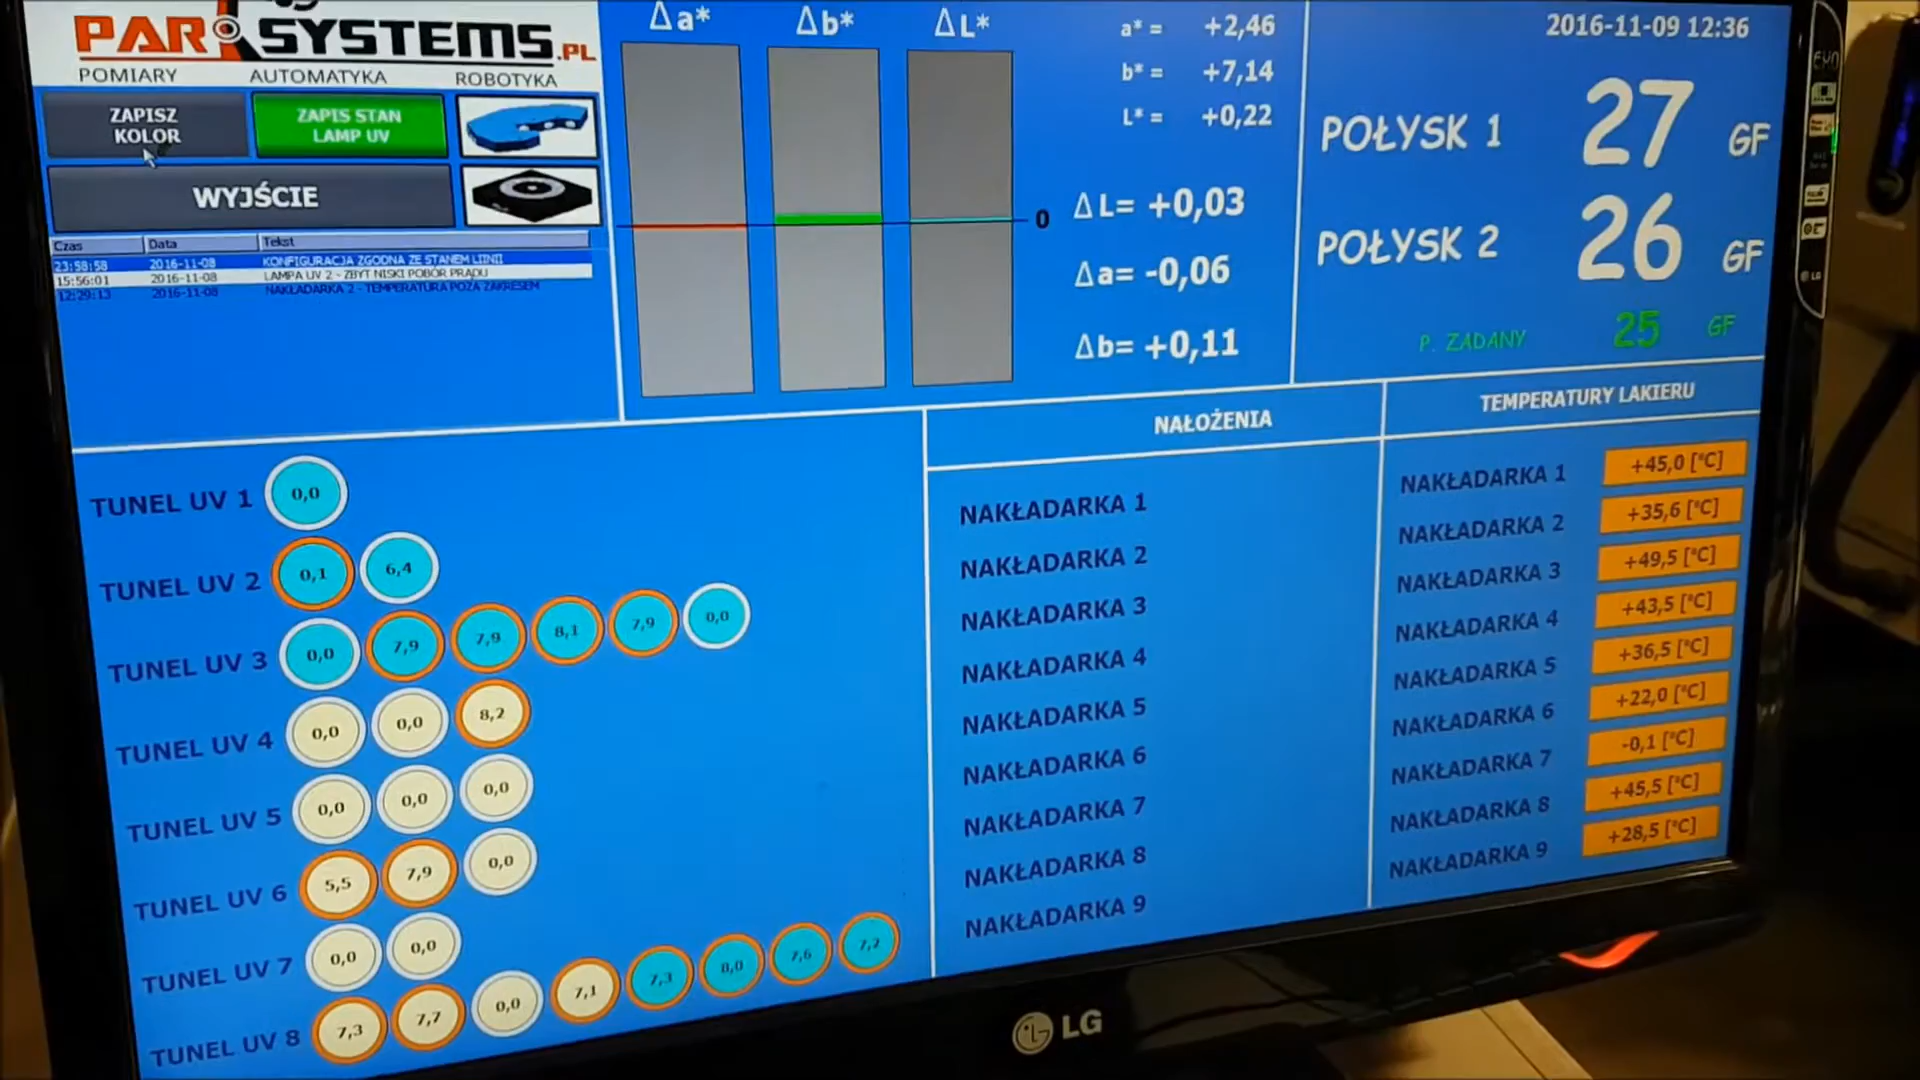 PAR SYSTEMS.PL
POMIARY AUTOMATYKA ROBOTYKA
ZAPISZ KOLOR
ZAPIS STAN LAMP UV
WYJŚCIE
Czas Data Tekst
23:58:58 2016-11-08 KONFIGURACJA ZGODNA ZE STANEM LINII
15:56:01 2016-11-08 LAMPA UV 2 - ZBYT NISKI POBÓR PRĄDU
12:29:13 2016-11-08 NAKŁADARKA 2 - TEMPERATURA POZA ZAKRESEM
Δa* Δb* ΔL*
0
a* = +2,46
b* = +7,14
L* = +0,22
ΔL= +0,03
Δa= -0,06
Δb= +0,11
2016-11-09 12:36
POŁYSK 1 27 GF
POŁYSK 2 26 GF
P. ZADANY 25 GF
TUNEL UV 1 0,0
TUNEL UV 2 0,1 6,4
TUNEL UV 3 0,0 7,9 7,9 8,1 7,9 0,0
TUNEL UV 4 0,0 0,0 8,2
TUNEL UV 5 0,0 0,0 0,0
TUNEL UV 6 5,5 7,9 0,0
TUNEL UV 7 0,0 0,0
TUNEL UV 8 7,3 7,7 0,0 7,1 7,3 8,0 7,6 7,2
NAŁOŻENIA
NAKŁADARKA 1
NAKŁADARKA 2
NAKŁADARKA 3
NAKŁADARKA 4
NAKŁADARKA 5
NAKŁADARKA 6
NAKŁADARKA 7
NAKŁADARKA 8
NAKŁADARKA 9
TEMPERATURY LAKIERU
NAKŁADARKA 1 +45,0 [°C]
NAKŁADARKA 2 +35,6 [°C]
NAKŁADARKA 3 +49,5 [°C]
NAKŁADARKA 4 +43,5 [°C]
NAKŁADARKA 5 +36,5 [°C]
NAKŁADARKA 6 +22,0 [°C]
NAKŁADARKA 7 -0,1 [°C]
NAKŁADARKA 8 +45,5 [°C]
NAKŁADARKA 9 +28,5 [°C]
LG